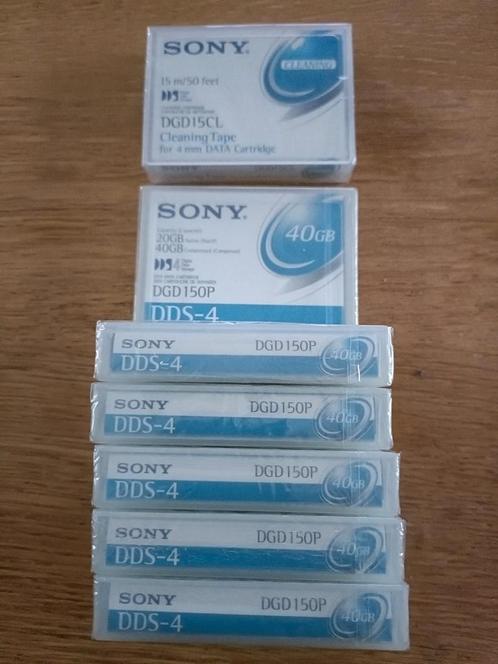 SONY
CLEANING
15 m/50 feet
DDS
DGD15CL
Cleaning Tape
for 4 mm DATA Cartridge
SONY
40GB
20GB
40GB
DDS4
DGD150P
DDS-4
SONY DGD150P
DDS-4 40GB
SONY DGD150P
DDS-4 40GB
SONY DGD150P
DDS-4 40GB
SONY DGD150P
DDS-4 40GB
SONY DGD150P
DDS-4 40GB